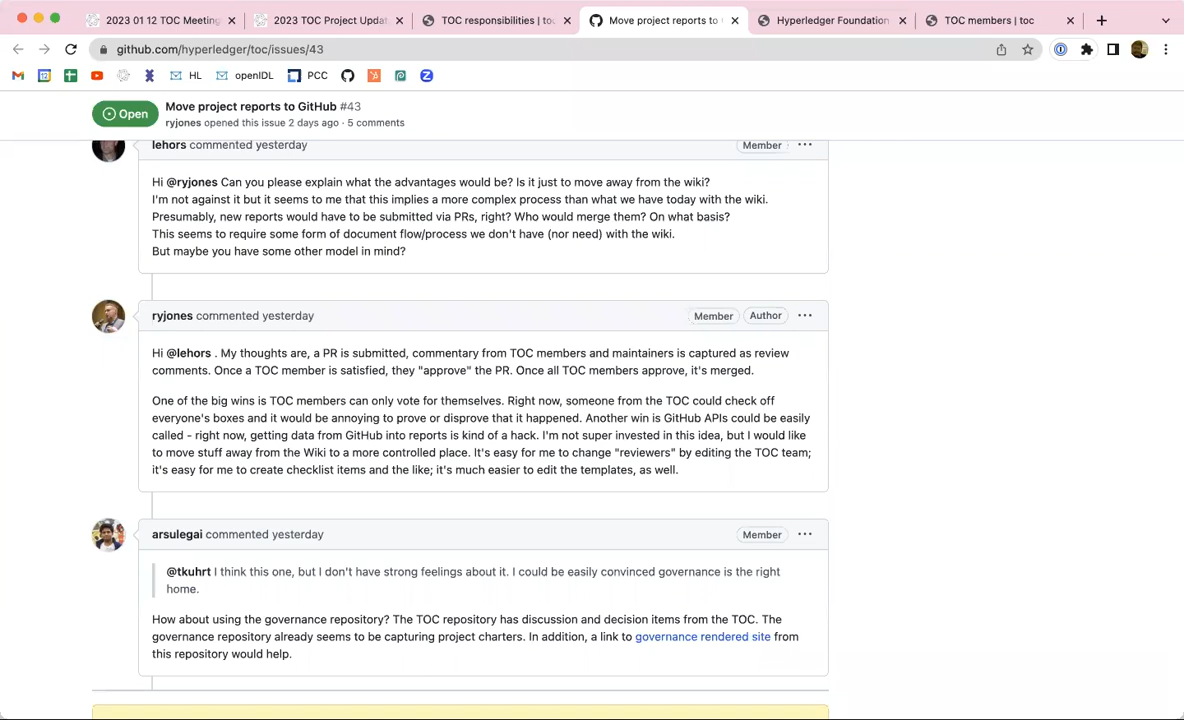 2023 01 12 TOC Meeting
2023 TOC Project Updat
TOC responsibilities | to
Move project reports to
Hyperledger Foundation
TOC members | toc
github.com/hyperledger/toc/issues/43
HL
openIDL
PCC
Open
Move project reports to GitHub #43
ryjones opened this issue 2 days ago · 5 comments
lehors commented yesterday
Member
Hi @ryjones Can you please explain what the advantages would be? Is it just to move away from the wiki?
I'm not against it but it seems to me that this implies a more complex process than what we have today with the wiki.
Presumably, new reports would have to be submitted via PRs, right? Who would merge them? On what basis?
This seems to require some form of document flow/process we don't have (nor need) with the wiki.
But maybe you have some other model in mind?
ryjones commented yesterday
Member
Author
Hi @lehors . My thoughts are, a PR is submitted, commentary from TOC members and maintainers is captured as review
comments. Once a TOC member is satisfied, they "approve" the PR. Once all TOC members approve, it's merged.
One of the big wins is TOC members can only vote for themselves. Right now, someone from the TOC could check off
everyone's boxes and it would be annoying to prove or disprove that it happened. Another win is GitHub APIs could be easily
called - right now, getting data from GitHub into reports is kind of a hack. I'm not super invested in this idea, but I would like
to move stuff away from the Wiki to a more controlled place. It's easy for me to change "reviewers" by editing the TOC team;
it's easy for me to create checklist items and the like; it's much easier to edit the templates, as well.
arsulegai commented yesterday
Member
@tkuhrt I think this one, but I don't have strong feelings about it. I could be easily convinced governance is the right
home.
How about using the governance repository? The TOC repository has discussion and decision items from the TOC. The
governance repository already seems to be capturing project charters. In addition, a link to governance rendered site from
this repository would help.